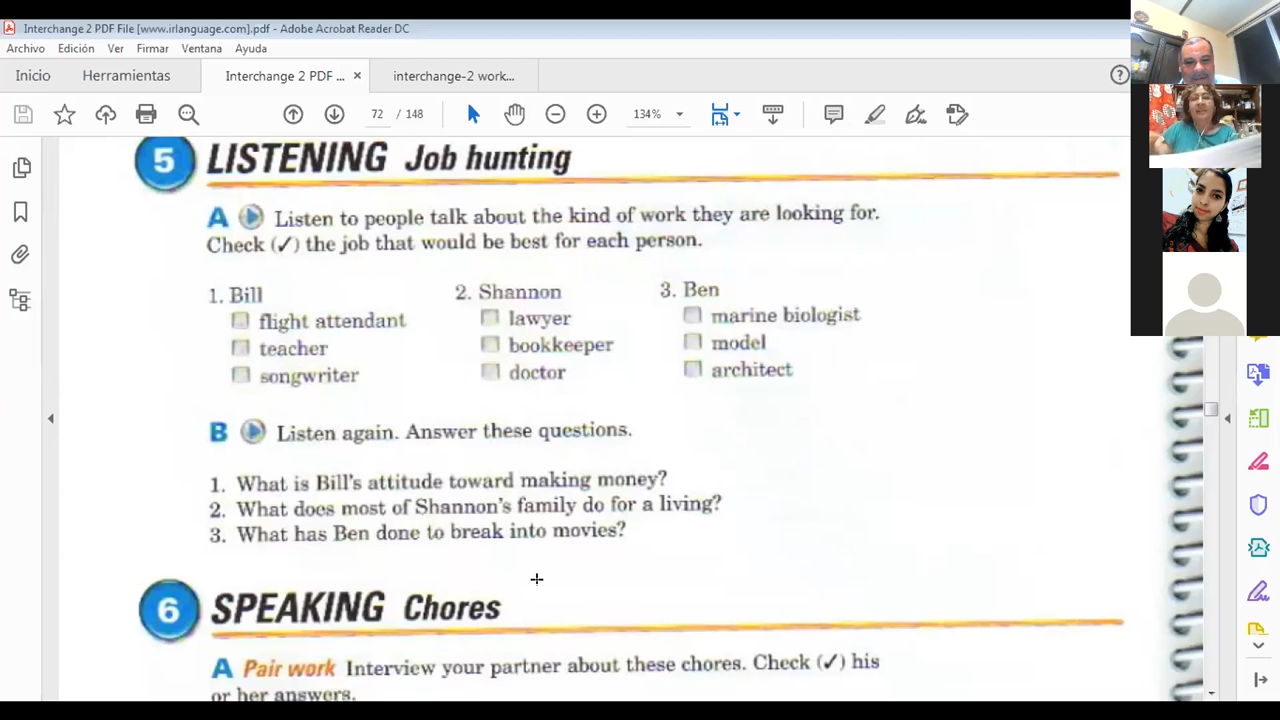 Interchange 2 PDF File [www.irlanguage.com].pdf - Adobe Acrobat Reader DC
Archivo Edición Ver Firmar Ventana Ayuda
Inicio Herramientas Interchange 2 PDF ... × interchange-2 work...
72 / 148 134%
5 LISTENING Job hunting
A Listen to people talk about the kind of work they are looking for.
Check (✓) the job that would be best for each person.
1. Bill 2. Shannon 3. Ben
flight attendant lawyer marine biologist
teacher bookkeeper model
songwriter doctor architect
B Listen again. Answer these questions.
1. What is Bill's attitude toward making money?
2. What does most of Shannon's family do for a living?
3. What has Ben done to break into movies?
6 SPEAKING Chores
A Pair work Interview your partner about these chores. Check (✓) his
or her answers.